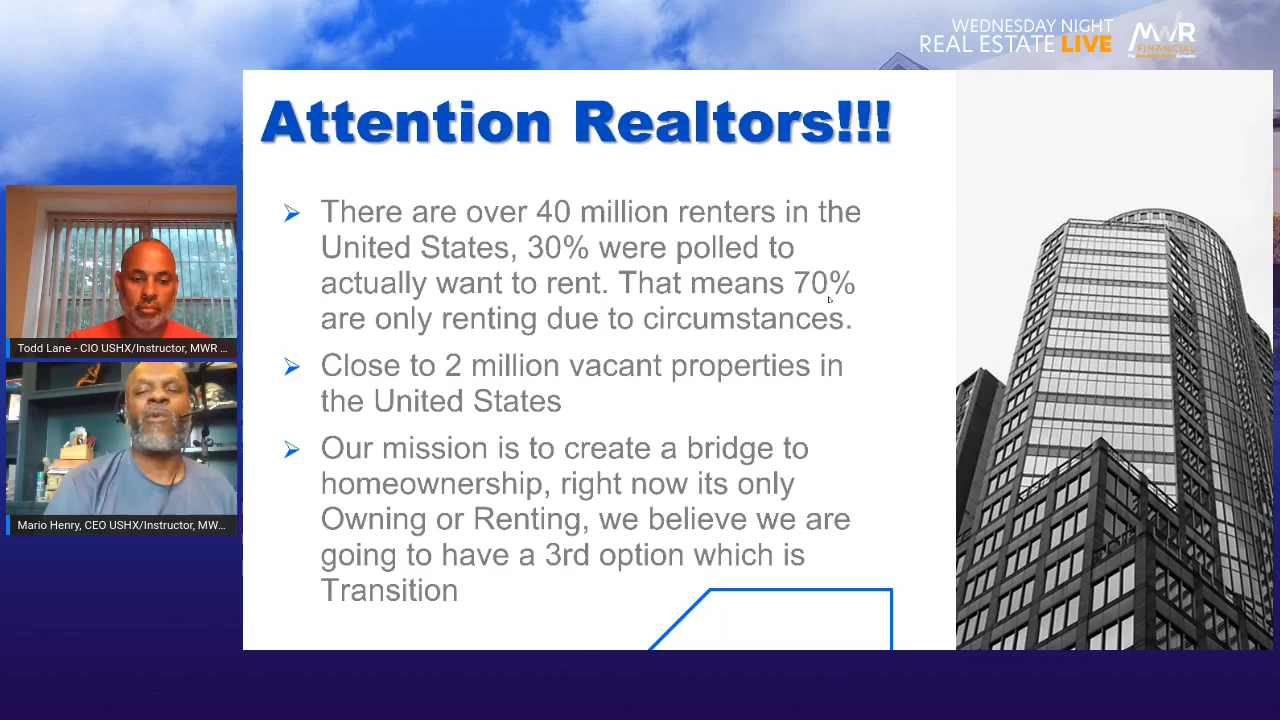 WEDNESDAY NIGHT
REAL ESTATE LIVE
MWR
FINANCIAL
Attention Realtors!!!
There are over 40 million renters in the
United States, 30% were polled to
actually want to rent. That means 70%
are only renting due to circumstances.
Close to 2 million vacant properties in
the United States
Our mission is to create a bridge to
homeownership, right now its only
Owning or Renting, we believe we are
going to have a 3rd option which is
Transition
Todd Lane - CIO USHX/Instructor, MWR ...
Mario Henry, CEO USHX/Instructor, MW...